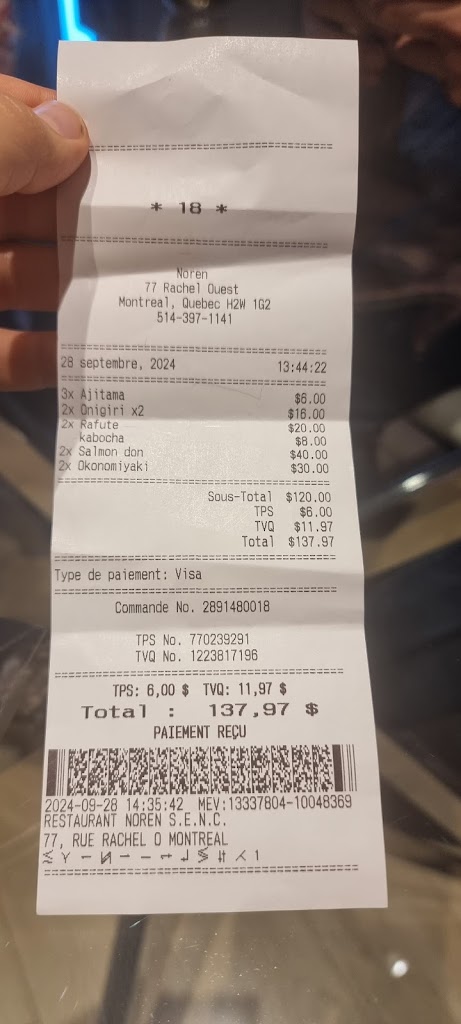 * 18 *
Noren
77 Rachel Ouest
Montreal, Quebec H2W 1G2
514-397-1141
28 septembre, 2024 13:44:22
3x Ajitama $6.00
2x Onigiri x2 $16.00
2x Rafute $20.00
kabocha $8.00
2x Salmon don $40.00
2x Okonomiyaki $30.00
Sous-Total $120.00
TPS $6.00
TVQ $11.97
Total $137.97
Type de paiement: Visa
Commande No. 2891480018
TPS No. 770239291
TVQ No. 1223817196
TPS: 6,00 $ TVQ: 11,97 $
Total : 137,97 $
PAIEMENT REÇU
2024-09-28 14:35:42 MEV:13337804-10048369
RESTAURANT NOREN S.E.N.C.
77, RUE RACHEL O MONTREAL